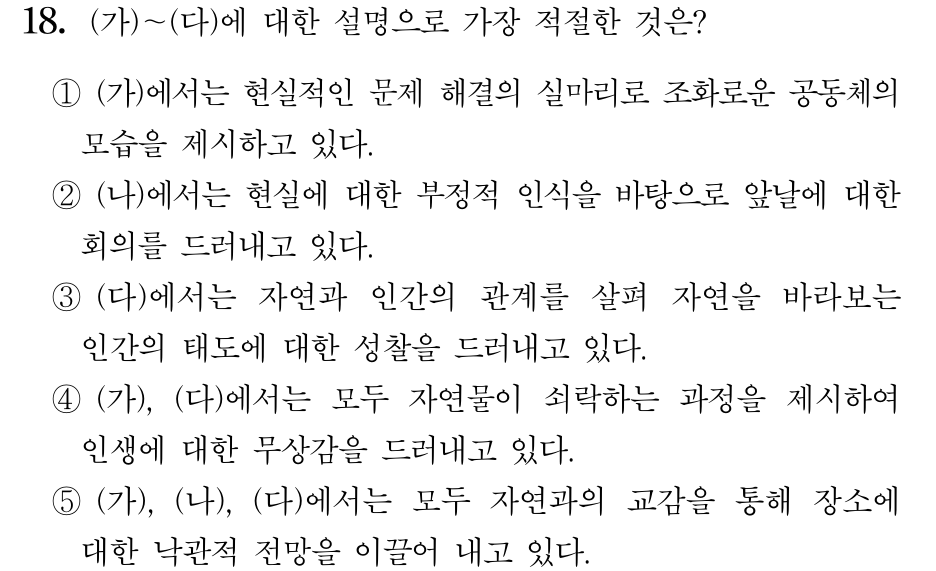 18. (가)~(다)에 대한 설명으로 가장 적절한 것은?
① (가)에서는 현실적인 문제 해결의 실마리로 조화로운 공동체의
모습을 제시하고 있다.
② (나)에서는 현실에 대한 부정적 인식을 바탕으로 앞날에 대한
회의를 드러내고 있다.
③ (다)에서는 자연과 인간의 관계를 살펴 자연을 바라보는
인간의 태도에 대한 성찰을 드러내고 있다.
④ (가), (다)에서는 모두 자연물이 쇠락하는 과정을 제시하여
인생에 대한 무상감을 드러내고 있다.
⑤ (가), (나), (다)에서는 모두 자연과의 교감을 통해 장소에
대한 낙관적 전망을 이끌어 내고 있다.